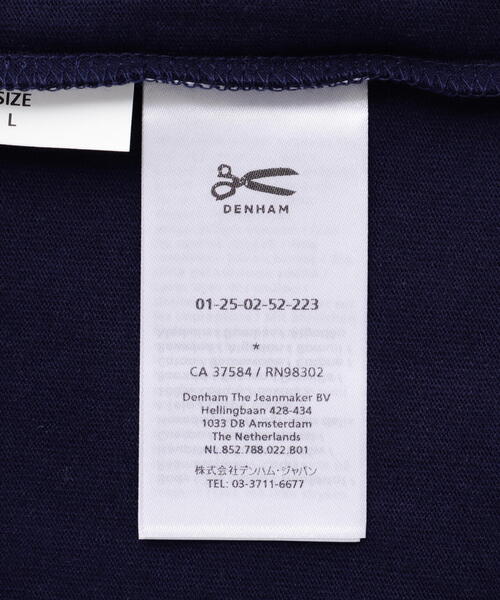 SIZE
L
DENHAM
01-25-02-52-223
*
CA 37584 / RN98302
Denham The Jeanmaker BV
Hellingbaan 428-434
1033 DB Amsterdam
The Netherlands
NL.852.788.022.B01
株式会社デンハム・ジャパン
TEL: 03-3711-6677